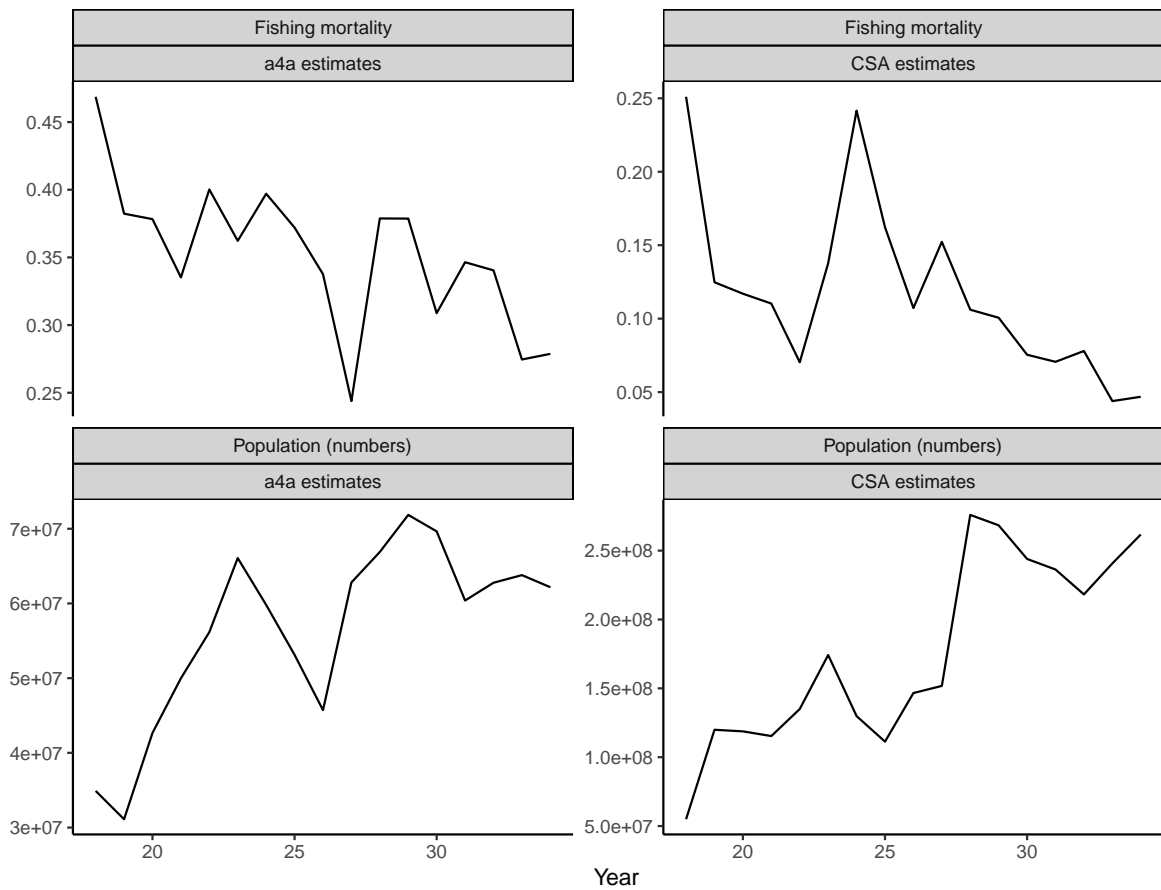 Fishing mortality
a4a estimates
0.45
0.40
0.35
0.30
0.25
Fishing mortality
CSA estimates
0.25
0.20
0.15
0.10
0.05
Population (numbers)
a4a estimates
7e+07
6e+07
5e+07
4e+07
3e+07
20 25 30
Population (numbers)
CSA estimates
2.5e+08
2.0e+08
1.5e+08
1.0e+08
5.0e+07
20 25 30
Year